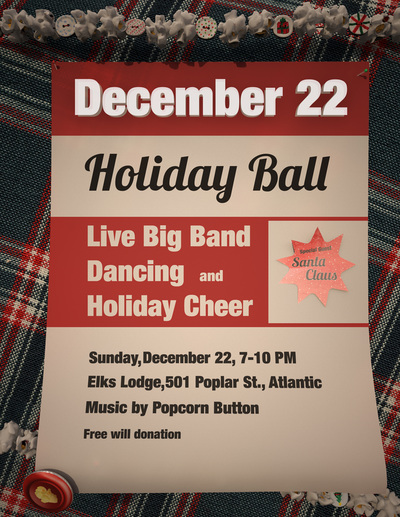 December 22
Holiday Ball
Live Big Band
Dancing and
Holiday Cheer
Santa
Claus
Sunday,December 22, 7-10 PM
Elks Lodge,501 Poplar St., Atlantic
Music by Popcorn Button
Free will donation